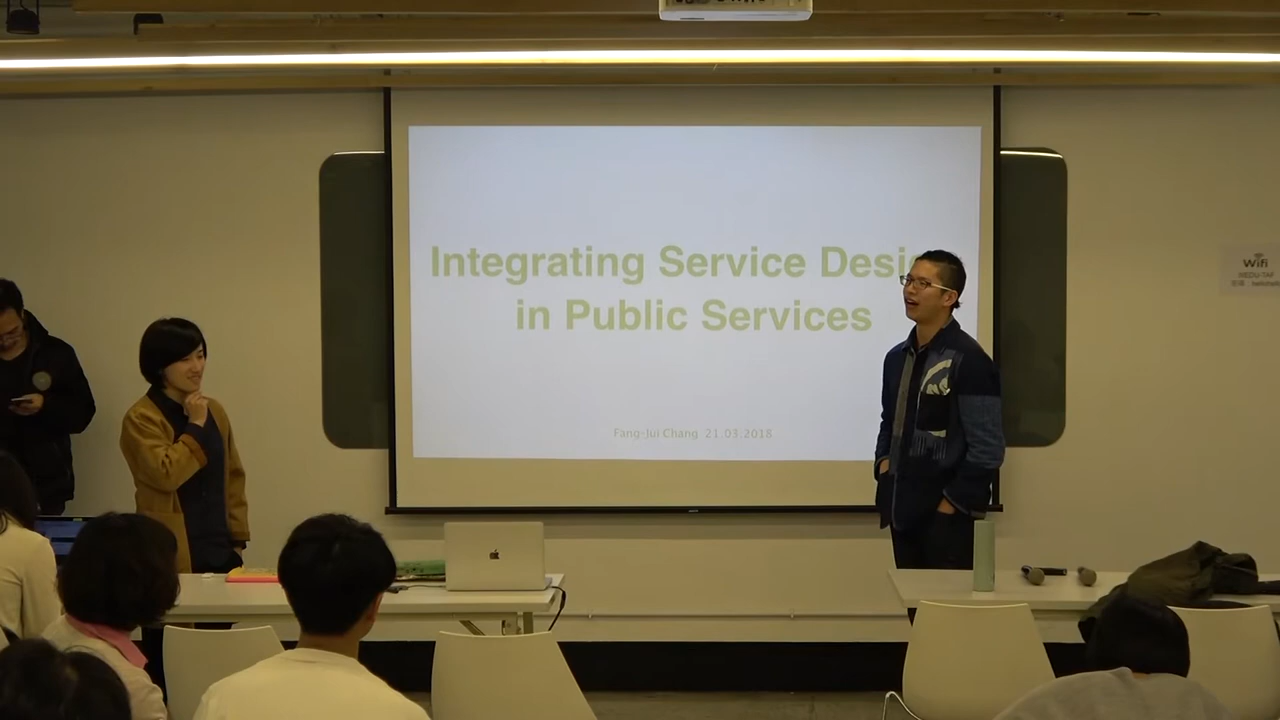 Integrating Service Desi
in Public Services
Fang-Jui Chang 21.03.2018
Wifi